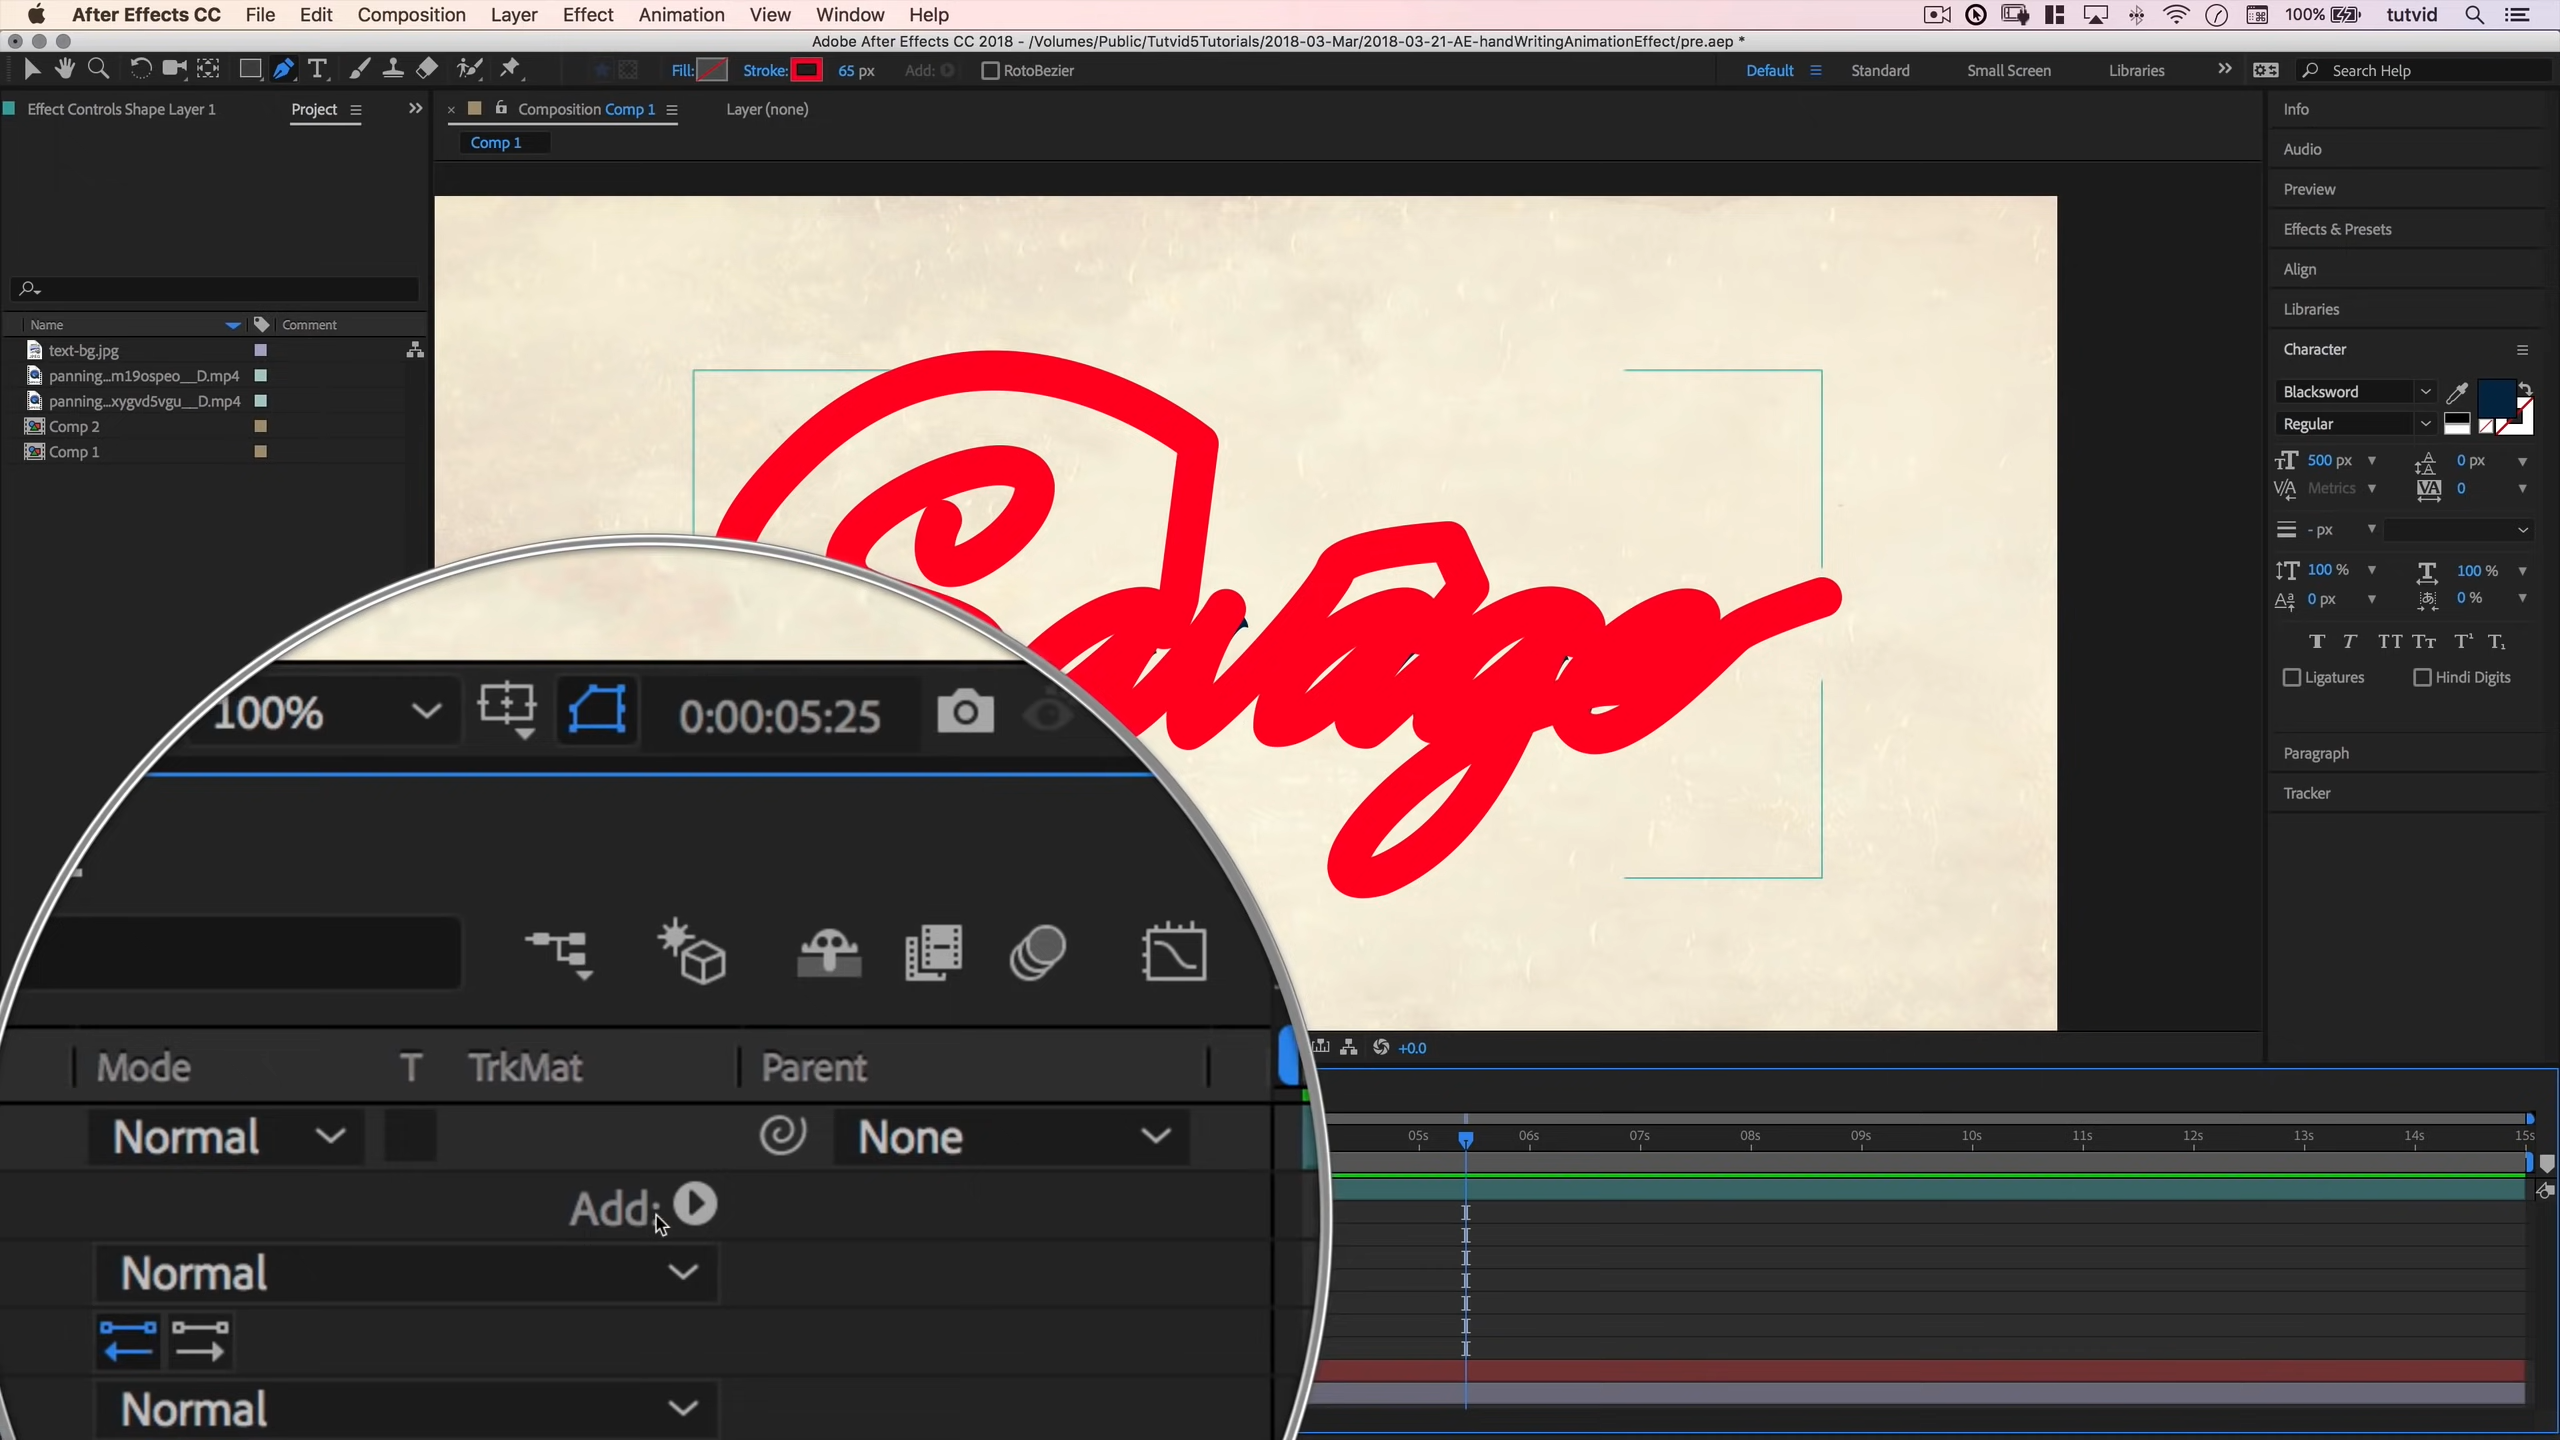 After Effects CC File Edit Composition Layer Effect Animation View Window Help 100% tutvid
Adobe After Effects CC 2018 - /Volumes/Public/Tutvid5Tutorials/2018-03-Mar/2018-03-21-AE-handWritingAnimationEffect/pre.aep *
Fill: Stroke: 65 px Add: RotoBezier Default Standard Small Screen Libraries Search Help
Effect Controls Shape Layer 1 Project Composition Comp 1 Layer (none)
Comp 1
Name Comment
text-bg.jpg
panning...m19ospeo__D.mp4
panning...xygvd5vgu__D.mp4
Comp 2
Comp 1
Savage
Info
Audio
Preview
Effects & Presets
Align
Libraries
Character
Blacksword
Regular
500 px 0 px
Metrics 0
- px
100 % 100 %
0 px 0 %
T T TT Tt T¹ T₁
Ligatures Hindi Digits
Paragraph
Tracker
100% 0:00:05:25
+0.0
Mode T TrkMat Parent
Normal None
Add:
Normal
Normal
05s 06s 07s 08s 09s 10s 11s 12s 13s 14s 15s